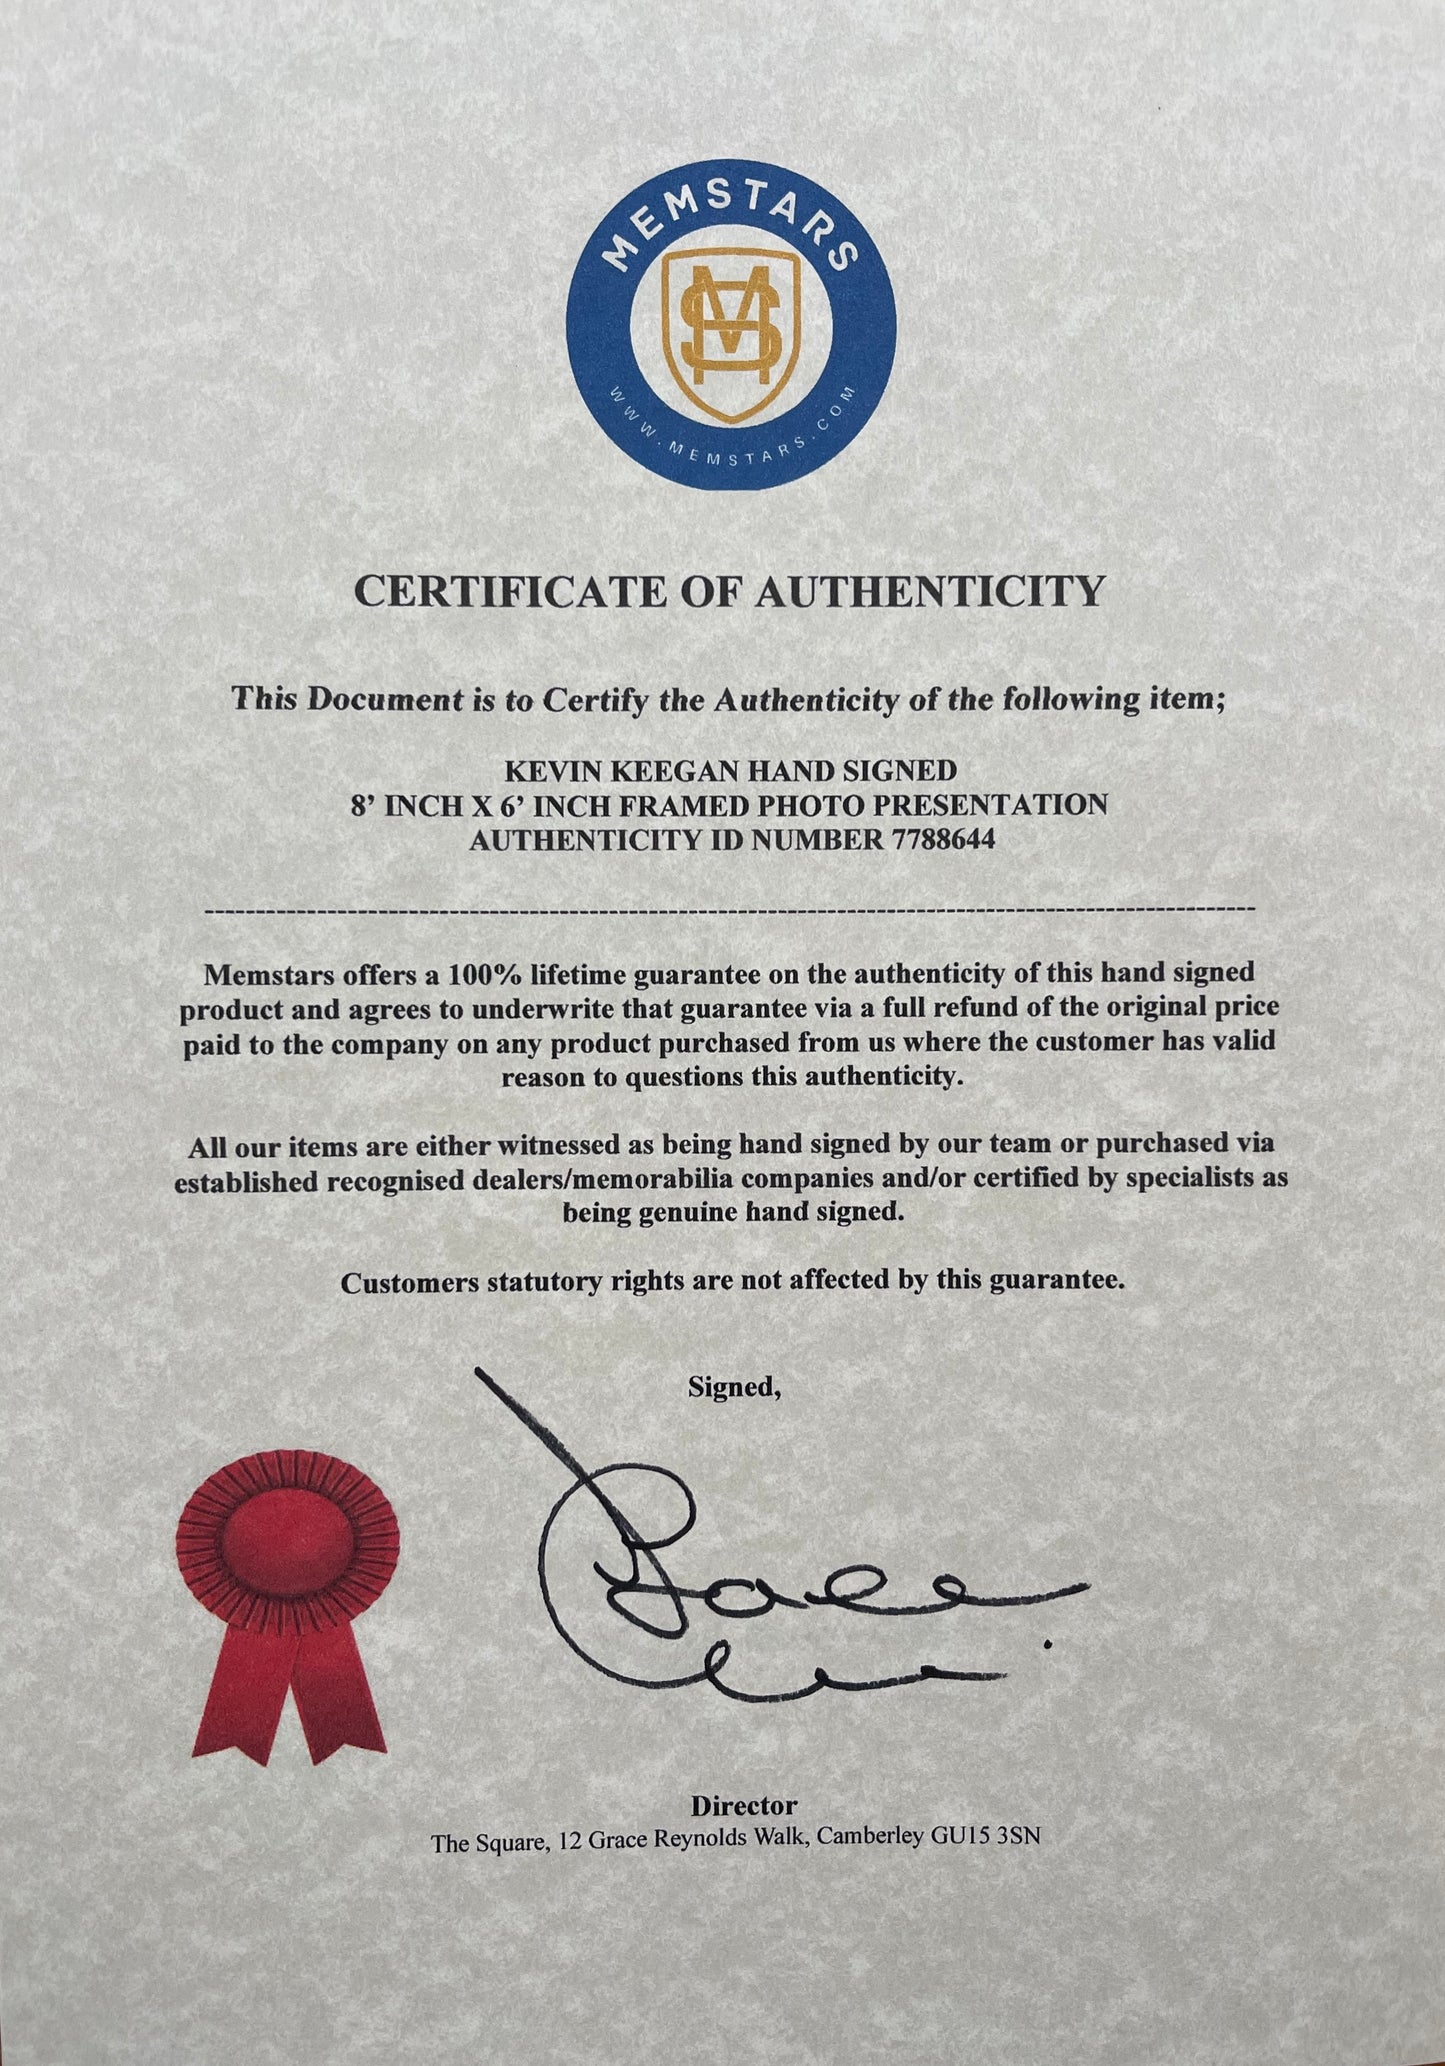 MEMSTARS
WWW.MEMSTARS.COM
CERTIFICATE OF AUTHENTICITY
This Document is to Certify the Authenticity of the following item;
KEVIN KEEGAN HAND SIGNED
8’ INCH X 6’ INCH FRAMED PHOTO PRESENTATION
AUTHENTICITY ID NUMBER 7788644
Memstars offers a 100% lifetime guarantee on the authenticity of this hand signed
product and agrees to underwrite that guarantee via a full refund of the original price
paid to the company on any product purchased from us where the customer has valid
reason to questions this authenticity.
All our items are either witnessed as being hand signed by our team or purchased via
established recognised dealers/memorabilia companies and/or certified by specialists as
being genuine hand signed.
Customers statutory rights are not affected by this guarantee.
Signed,
Director
The Square, 12 Grace Reynolds Walk, Camberley GU15 3SN